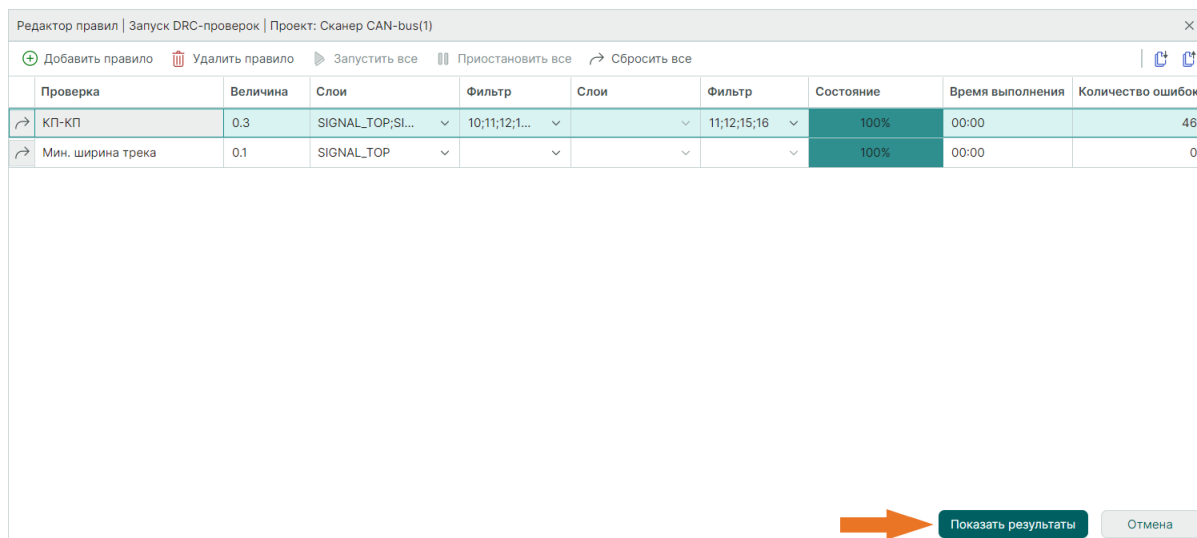 Редактор правил | Запуск DRC-проверок | Проект: Сканер CAN-bus(1)
Добавить правило Удалить правило Запустить все Приостановить все Сбросить все
Проверка Величина Слои Фильтр Слои Фильтр Состояние Время выполнения Количество ошибок
КП-КП 0.3 SIGNAL_TOP;SI... 10;11;12;1... 11;12;15;16 100% 00:00 46
Мин. ширина трека 0.1 SIGNAL_TOP 100% 00:00 0
Показать результаты Отмена